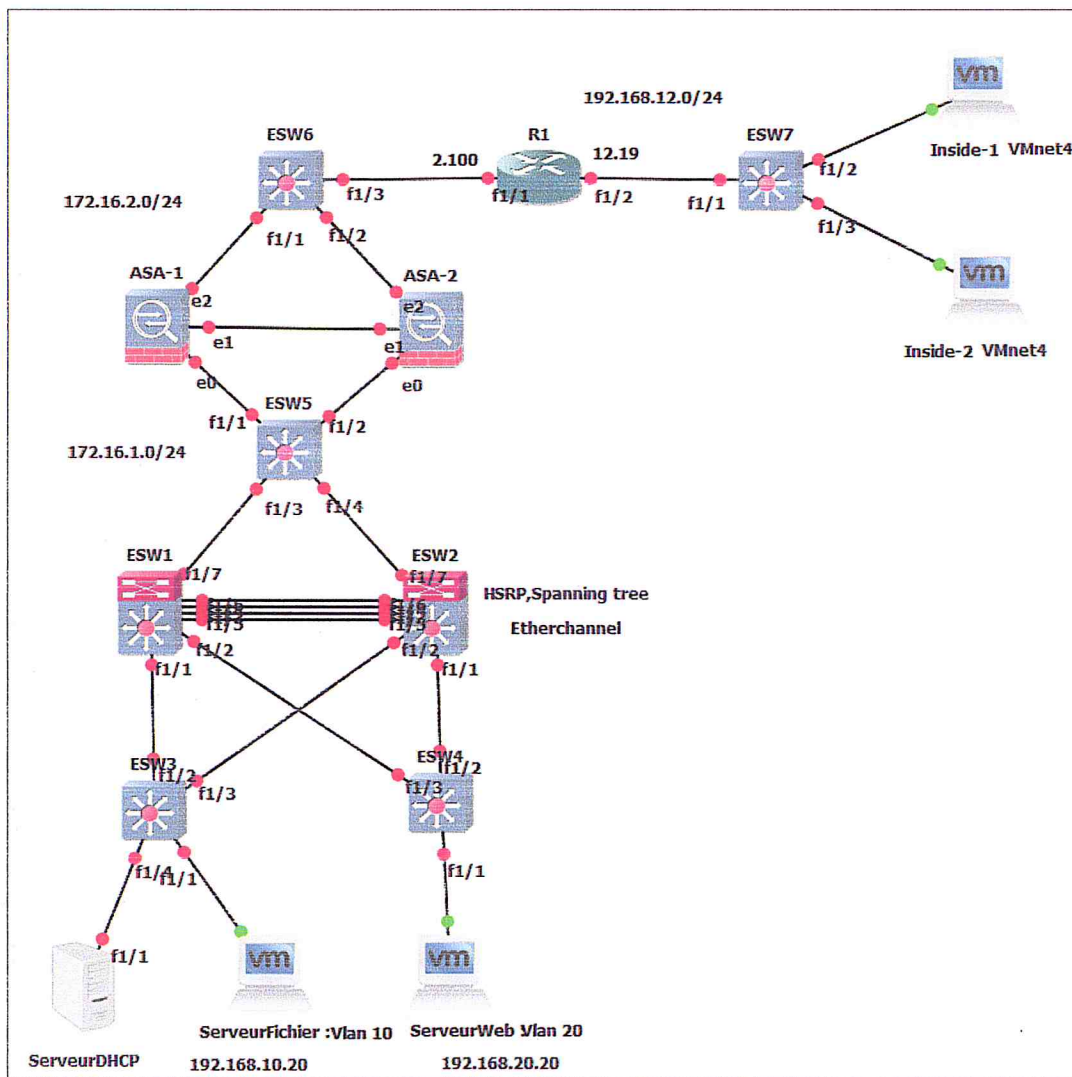 192.168.12.0/24
ESW6
R1
ESW7
2.100
12.19
Inside-1 VMnet4
f1/3
f1/1
f1/2
f1/1
f1/2
f1/3
172.16.2.0/24
f1/1
f1/2
ASA-1
ASA-2
e2
e2
e1
e1
Inside-2 VMnet4
e0
e0
ESW5
f1/1
f1/2
172.16.1.0/24
f1/3
f1/4
ESW1
ESW2
f1/7
f1/7
HSRP,Spanning tree
Etherchannel
f1/3
f1/2
f1/2
f1/1
f1/1
ESW3
ESW4
f1/2
f1/2
f1/3
f1/3
f1/4
f1/1
f1/1
f1/1
ServeurFichier :Vlan 10
ServeurWeb :Vlan 20
ServeurDHCP
192.168.10.20
192.168.20.20